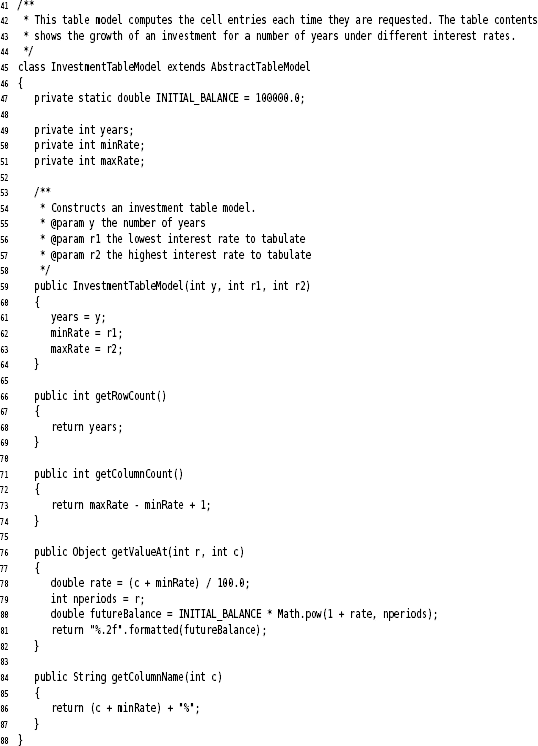 41 /**
42  * This table model computes the cell entries each time they are requested. The table contents
43  * shows the growth of an investment for a number of years under different interest rates.
44  */
45 class InvestmentTableModel extends AbstractTableModel
46 {
47    private static double INITIAL_BALANCE = 100000.0;
48
49    private int years;
50    private int minRate;
51    private int maxRate;
52
53    /**
54     * Constructs an investment table model.
55     * @param y the number of years
56     * @param r1 the lowest interest rate to tabulate
57     * @param r2 the highest interest rate to tabulate
58     */
59    public InvestmentTableModel(int y, int r1, int r2)
60    {
61       years = y;
62       minRate = r1;
63       maxRate = r2;
64    }
65
66    public int getRowCount()
67    {
68       return years;
69    }
70
71    public int getColumnCount()
72    {
73       return maxRate - minRate + 1;
74    }
75
76    public Object getValueAt(int r, int c)
77    {
78       double rate = (c + minRate) / 100.0;
79       int nperiods = r;
80       double futureBalance = INITIAL_BALANCE * Math.pow(1 + rate, nperiods);
81       return "%.2f".formatted(futureBalance);
82    }
83
84    public String getColumnName(int c)
85    {
86       return (c + minRate) + "%";
87    }
88 }